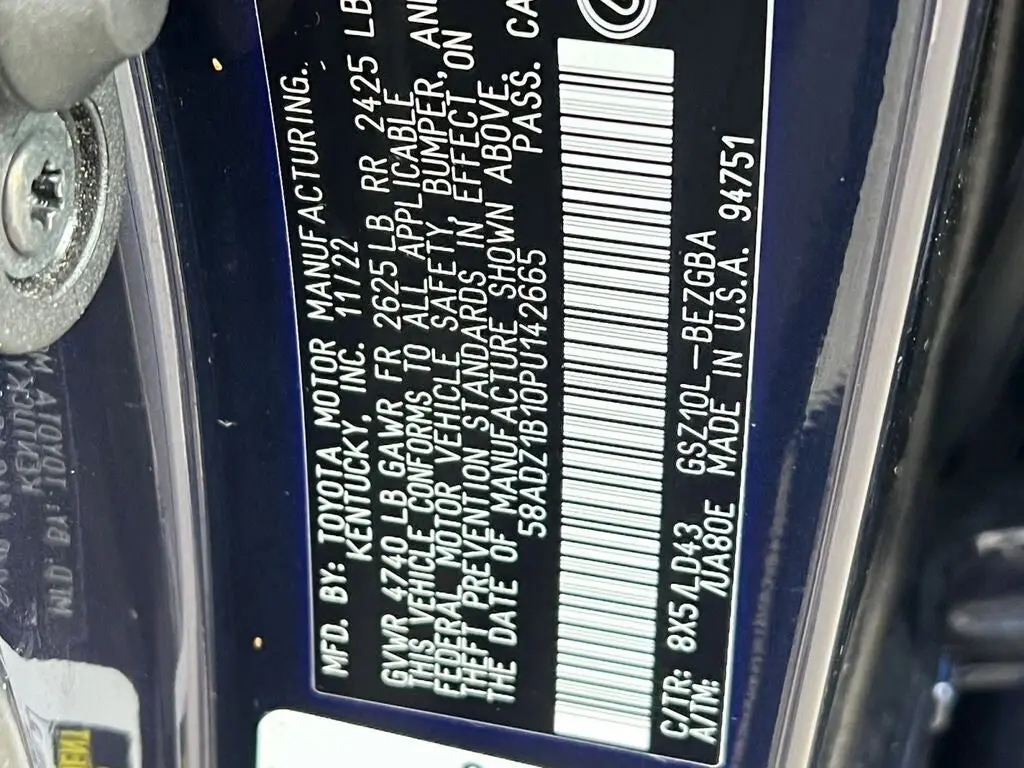 MFD. BY: TOYOTA MOTOR MANUFACTURING.
KENTUCKY, INC. 11/22
GVWR 4740 LB GAWR FR 2625 LB RR 2425 LB
THIS VEHICLE CONFORMS TO ALL APPLICABLE
FEDERAL MOTOR VEHICLE SAFETY, BUMPER, AND
THEFT PREVENTION STANDARDS IN EFFECT ON
THE DATE OF MANUFACTURE SHOWN ABOVE.
58ADZ1B10PU142665 PASS. CA
C/TR: 8X5/LD43 GSZ10L-BEZGBA
A/TM: /UA80E MADE IN U.S.A. 94751